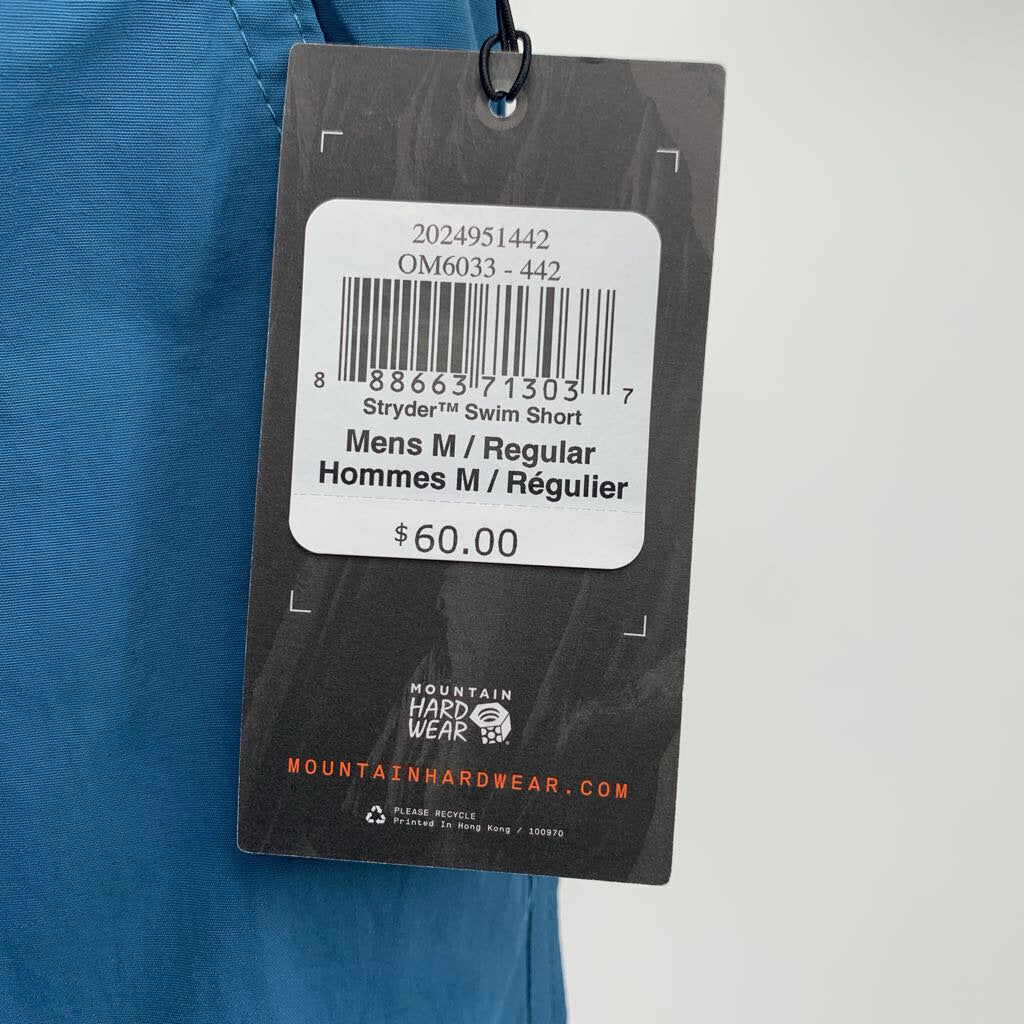 2024951442
OM6033 - 442
8 88663 71303 7
Stryder™ Swim Short
Mens M / Regular
Hommes M / Régulier
$60.00
MOUNTAIN
HARD
WEAR
MOUNTAINHARDWEAR.COM
PLEASE RECYCLE
Printed In Hong Kong / 100970